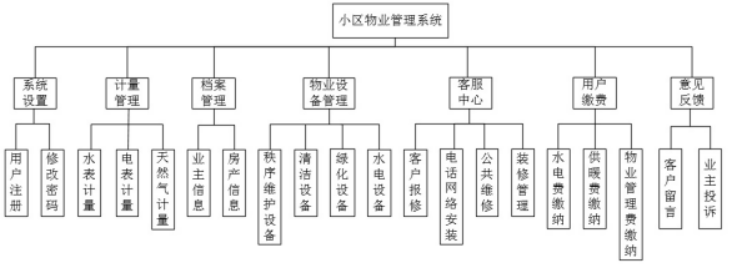 小区物业管理系统
系统
设置
计量
管理
档案
管理
物业设
备管理
客服
中心
用户
缴费
意见
反馈
用户注册
修改密码
水表计量
电表计量
天然气计量
业主信息
房产信息
秩序维护设备
清洁设备
绿化设备
水电设备
客户报修
电话网络安装
公共维修
装修管理
水电费缴纳
供暖费缴纳
物业管理费缴纳
客户留言
业主投诉